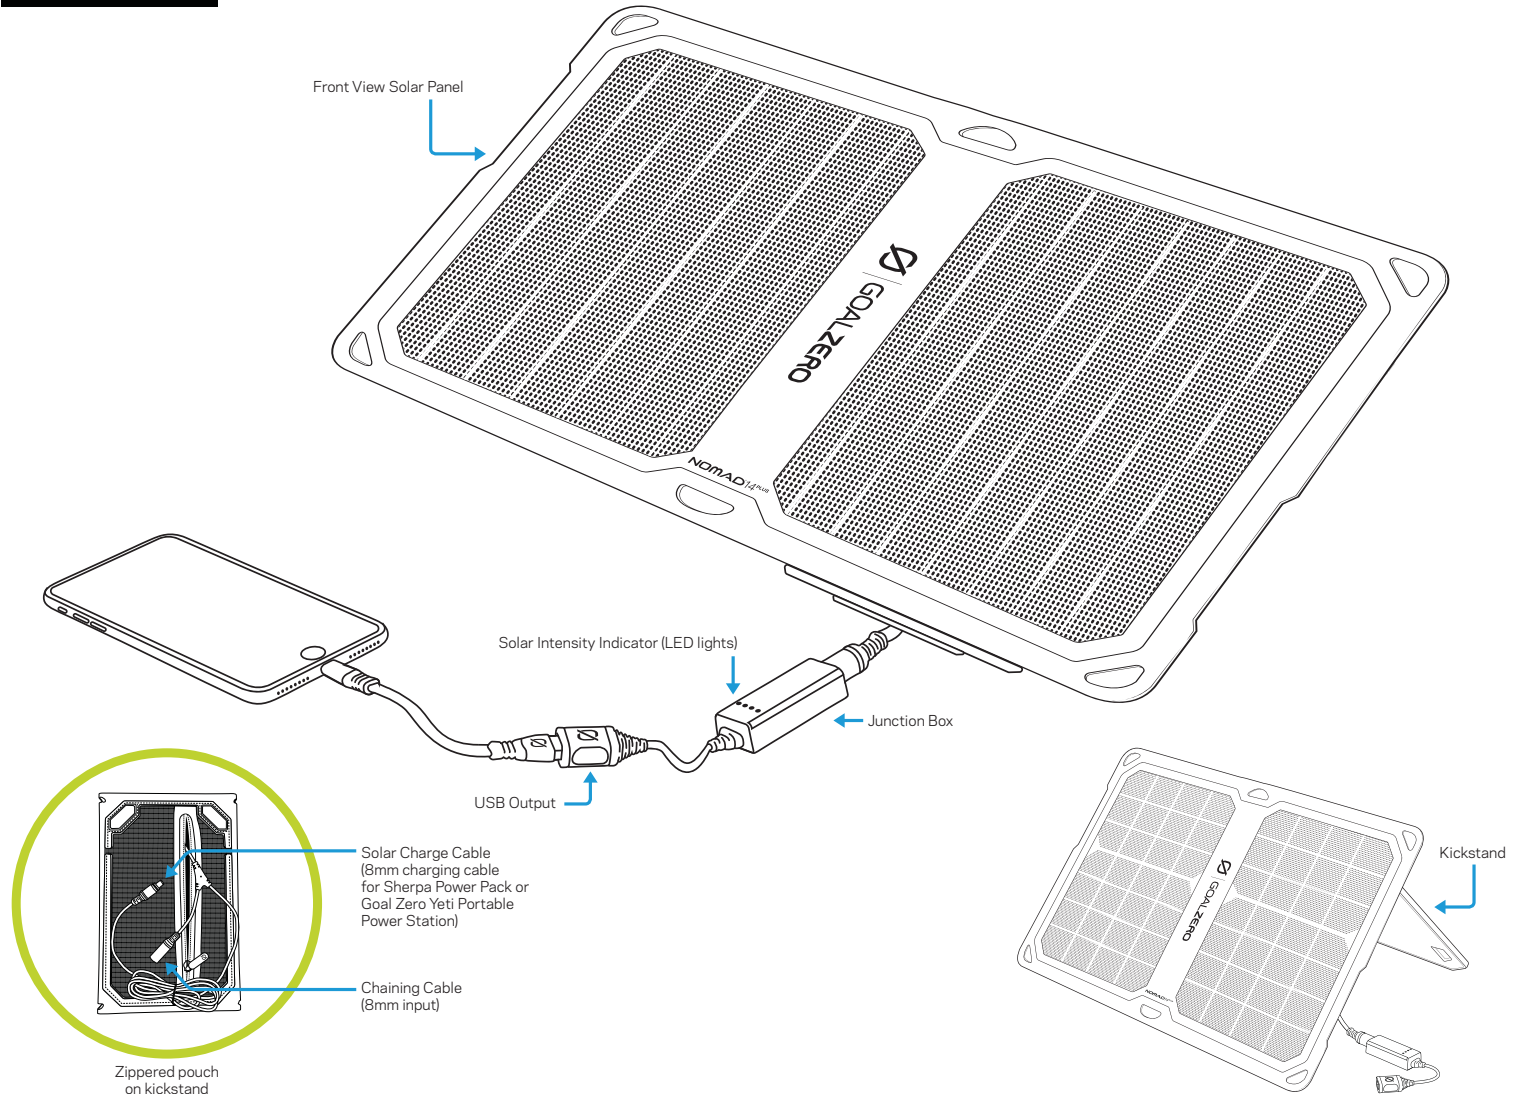 Front View Solar Panel
GOALZERO
NOMAD 14 PLUS
Solar Intensity Indicator (LED lights)
Junction Box
USB Output
Solar Charge Cable
(8mm charging cable
for Sherpa Power Pack or
Goal Zero Yeti Portable
Power Station)
Chaining Cable
(8mm input)
Zippered pouch
on kickstand
Kickstand
GOALZERO
NOMAD